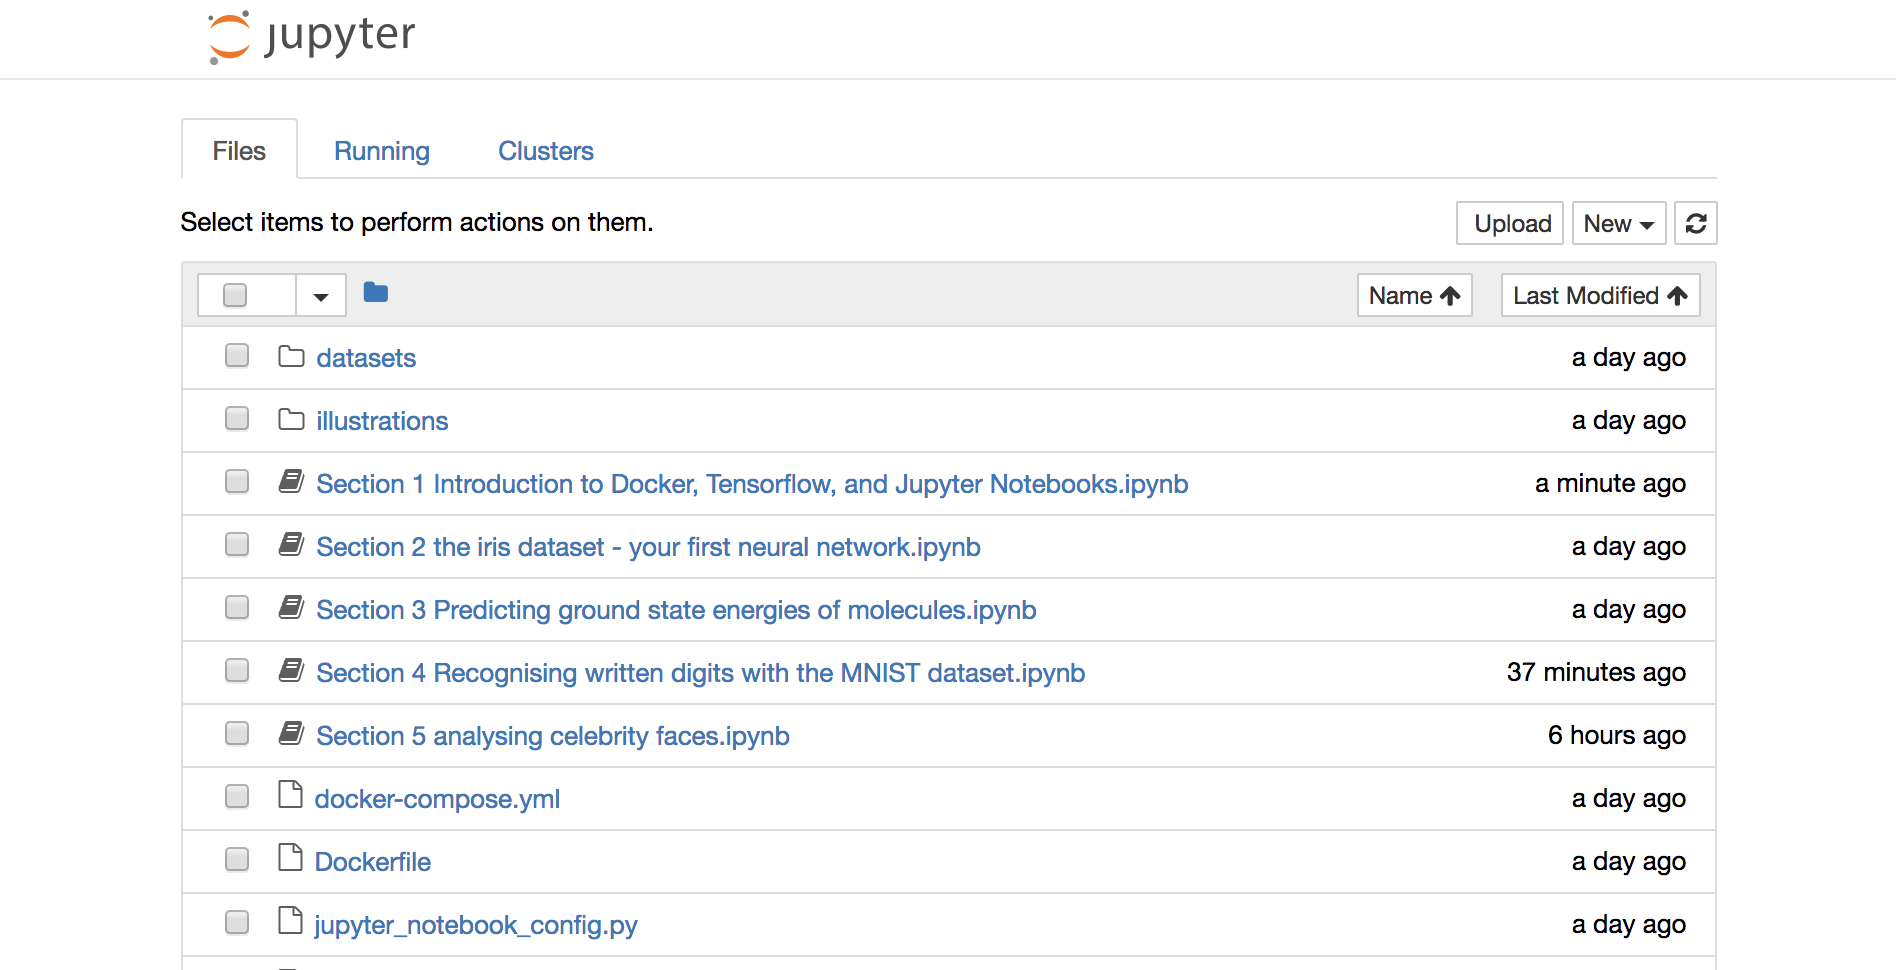 jupyter
Files Running Clusters
Select items to perform actions on them. Upload New
Name Last Modified
datasets a day ago
illustrations a day ago
Section 1 Introduction to Docker, Tensorflow, and Jupyter Notebooks.ipynb a minute ago
Section 2 the iris dataset - your first neural network.ipynb a day ago
Section 3 Predicting ground state energies of molecules.ipynb a day ago
Section 4 Recognising written digits with the MNIST dataset.ipynb 37 minutes ago
Section 5 analysing celebrity faces.ipynb 6 hours ago
docker-compose.yml a day ago
Dockerfile a day ago
jupyter_notebook_config.py a day ago